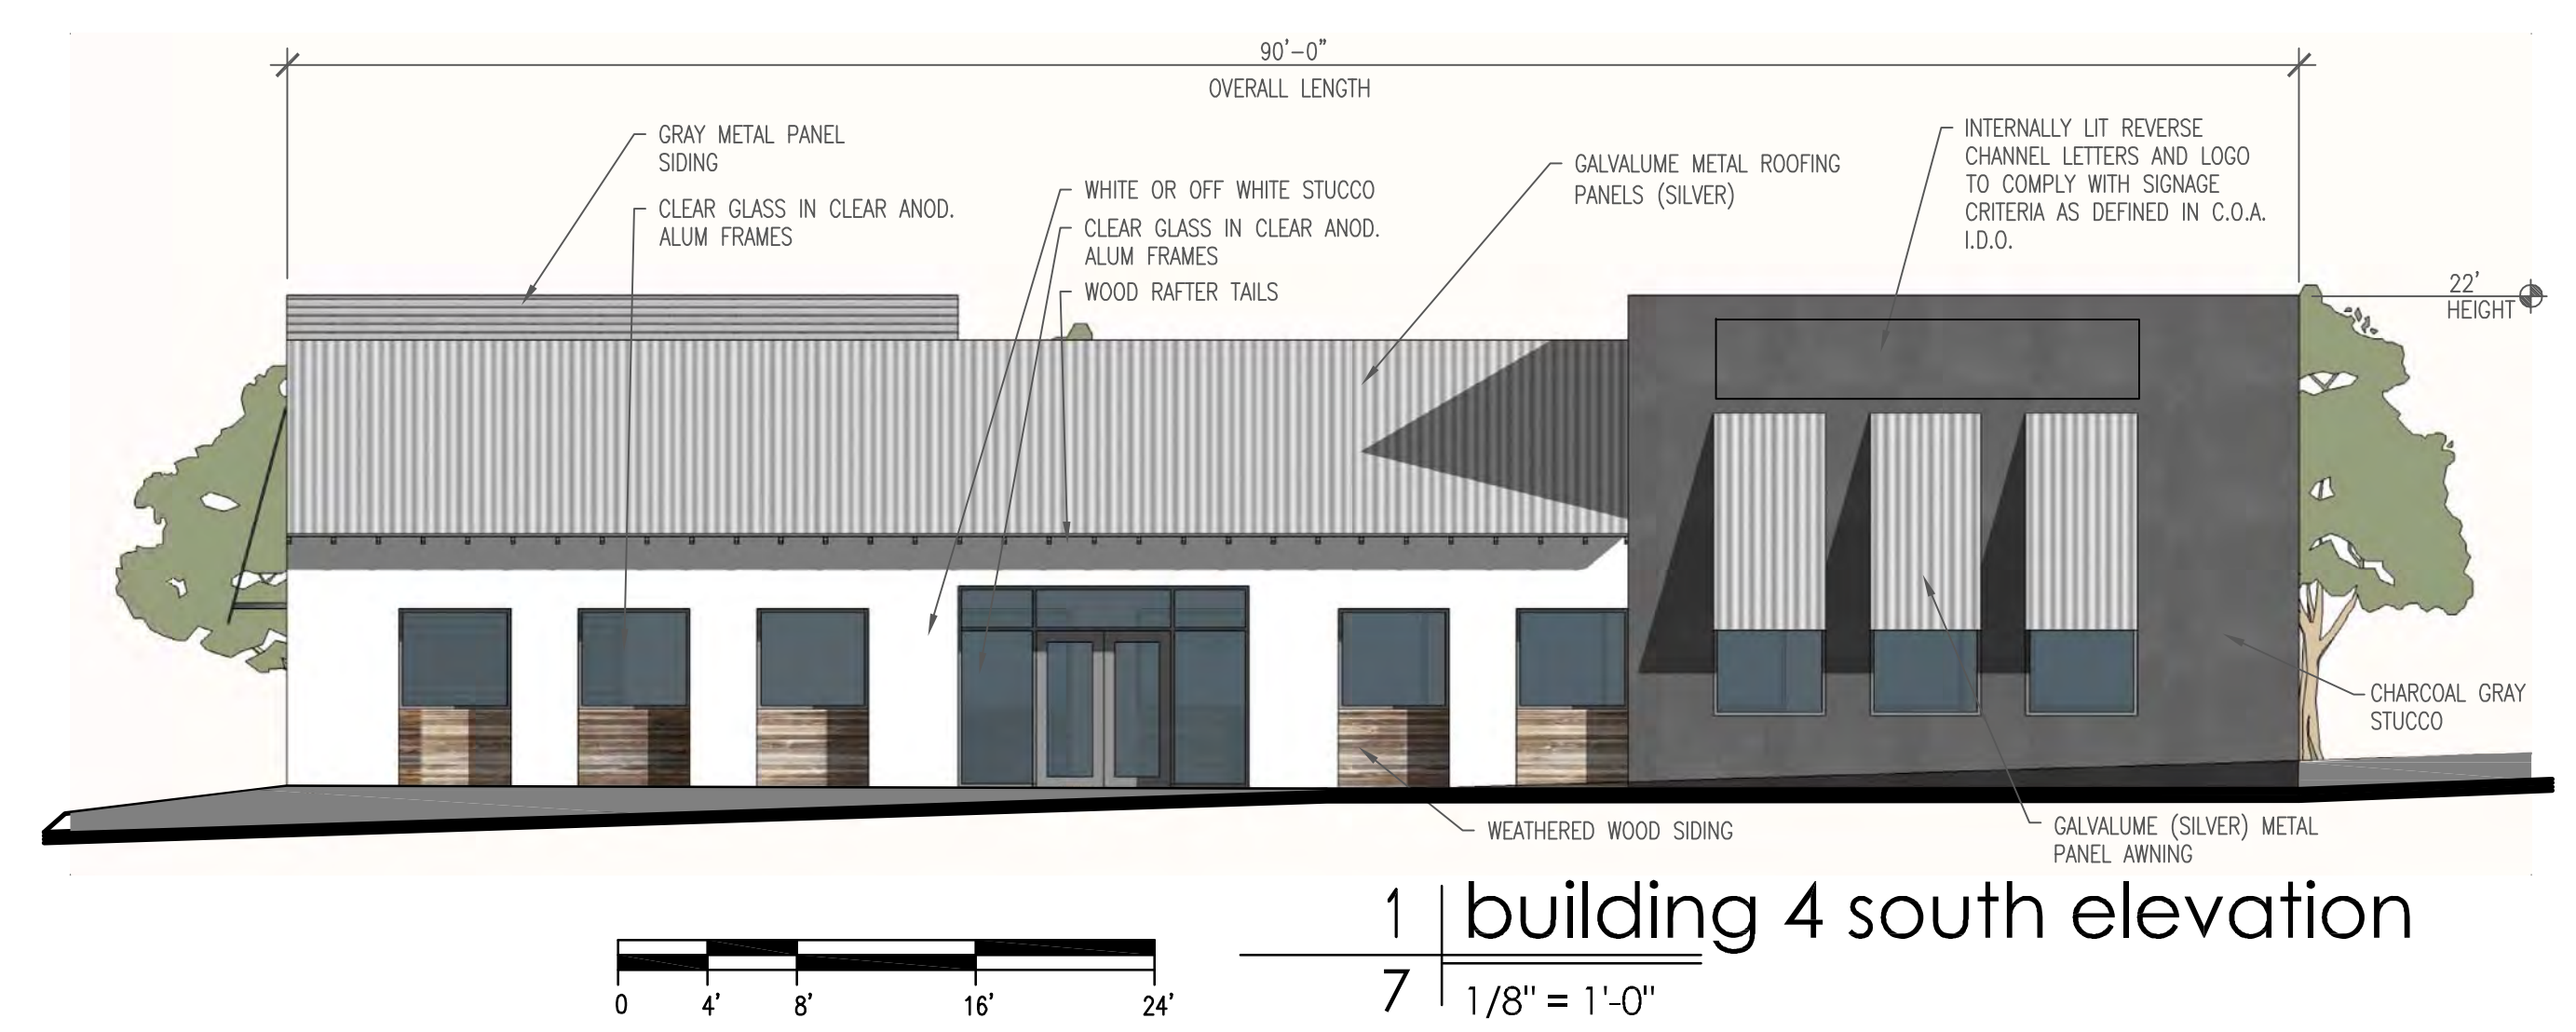 90'-0"
OVERALL LENGTH
GRAY METAL PANEL
SIDING
CLEAR GLASS IN CLEAR ANOD.
ALUM FRAMES
WHITE OR OFF WHITE STUCCO
CLEAR GLASS IN CLEAR ANOD.
ALUM FRAMES
WOOD RAFTER TAILS
GALVALUME METAL ROOFING
PANELS (SILVER)
INTERNALLY LIT REVERSE
CHANNEL LETTERS AND LOGO
TO COMPLY WITH SIGNAGE
CRITERIA AS DEFINED IN C.O.A.
I.D.O.
22'
HEIGHT
CHARCOAL GRAY
STUCCO
WEATHERED WOOD SIDING
GALVALUME (SILVER) METAL
PANEL AWNING
0 4' 8' 16' 24'
1 building 4 south elevation
7 1/8" = 1'-0"